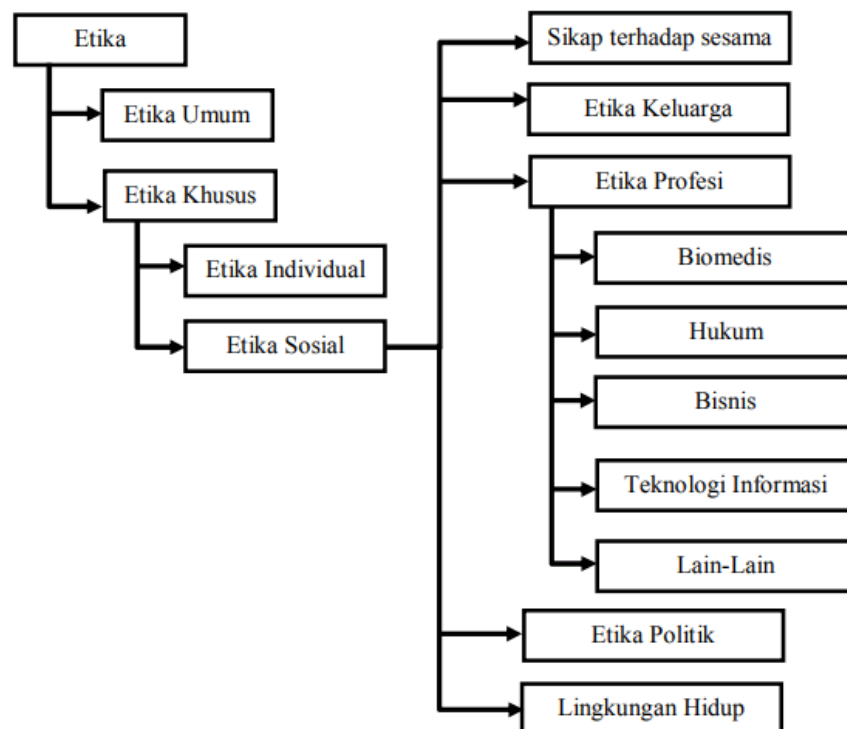 Etika
Etika Umum
Etika Khusus
Etika Individual
Etika Sosial
Sikap terhadap sesama
Etika Keluarga
Etika Profesi
Biomedis
Hukum
Bisnis
Teknologi Informasi
Lain-Lain
Etika Politik
Lingkungan Hidup